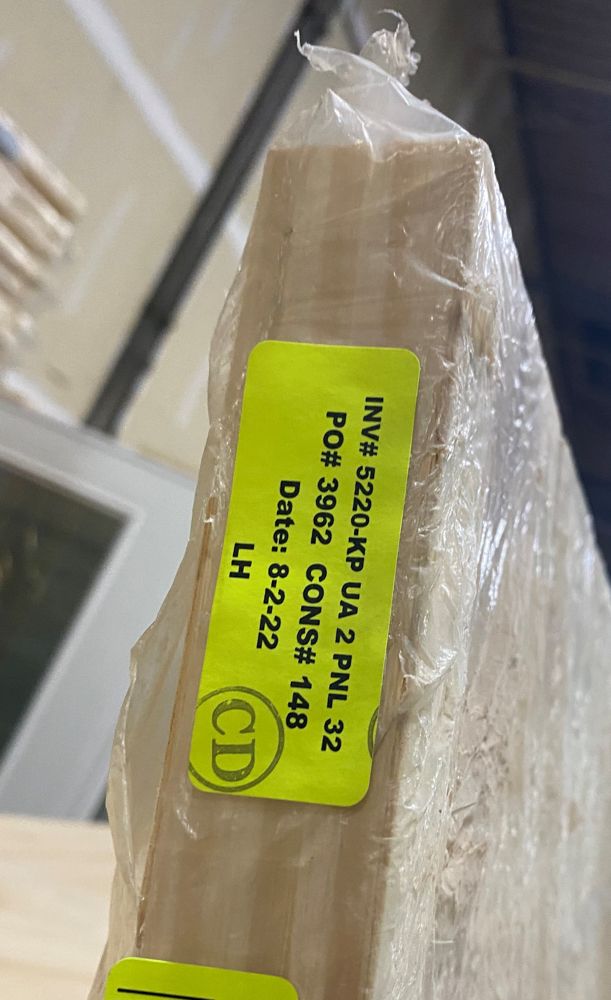 INV# 5220-KP UA 2 PNL 32
PO# 3962 CONS# 148
Date: 8-2-22
LH
CD